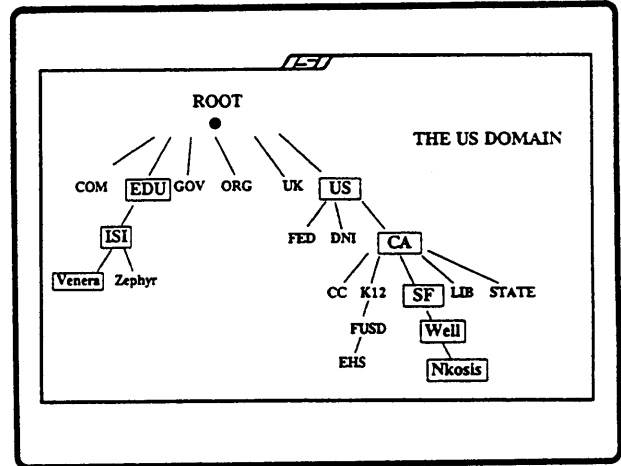 ISI
ROOT
THE US DOMAIN
COM EDU GOV ORG UK US
ISI FED DNI CA
Venera Zephyr CC K12 SF LIB STATE
FUSD Well
EHS Nkosis